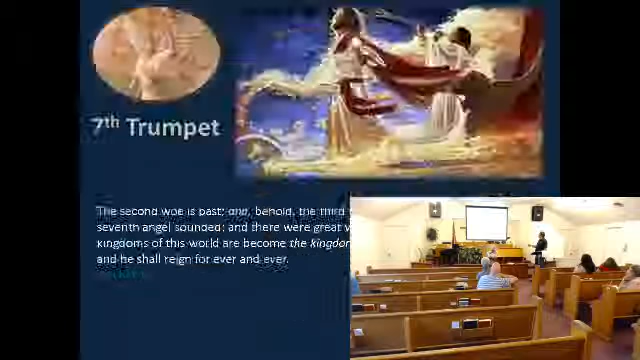 7th Trumpet
The second woe is past; and, behold, the third
seventh angel sounded; and there were great
kingdoms of this world are become the kingdom
and he shall reign for ever and ever.